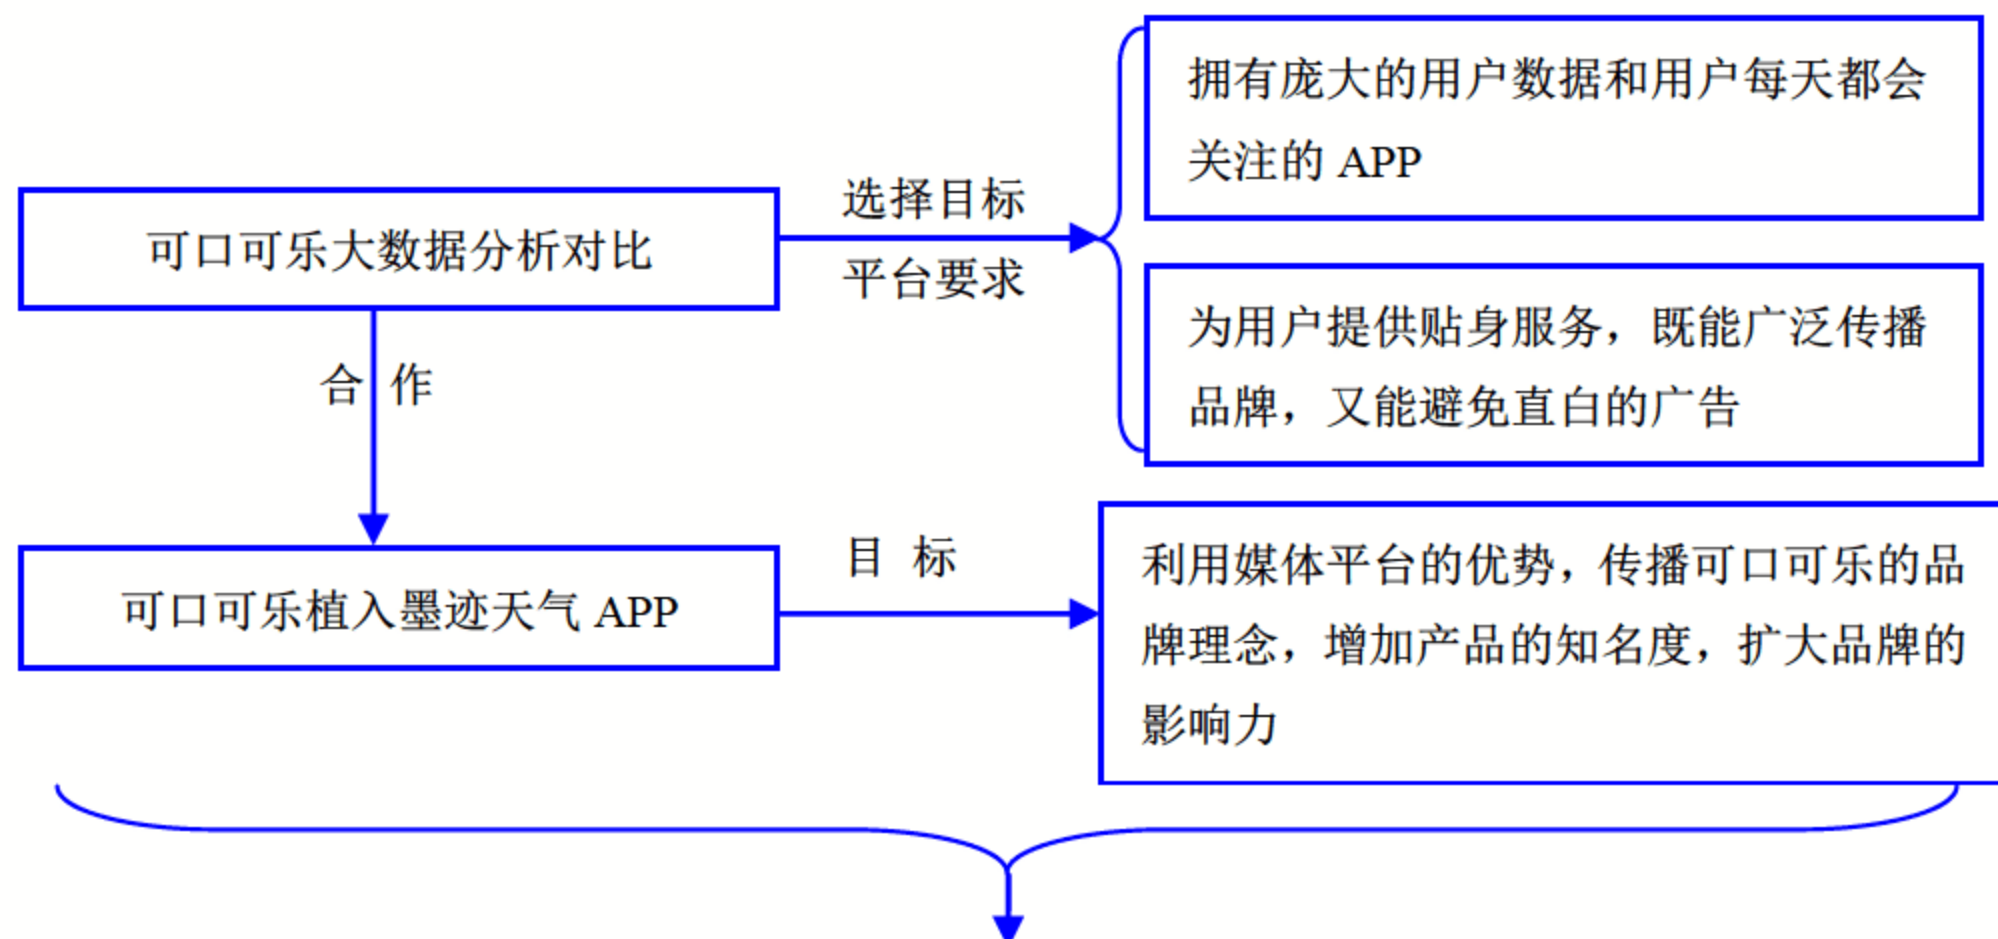 拥有庞大的用户数据和用户每天都会
关注的 APP
选择目标
可口可乐大数据分析对比
平台要求
为用户提供贴身服务，既能广泛传播
品牌，又能避免直白的广告
合 作
目 标
利用媒体平台的优势，传播可口可乐的品
可口可乐植入墨迹天气 APP
牌理念，增加产品的知名度，扩大品牌的
影响力